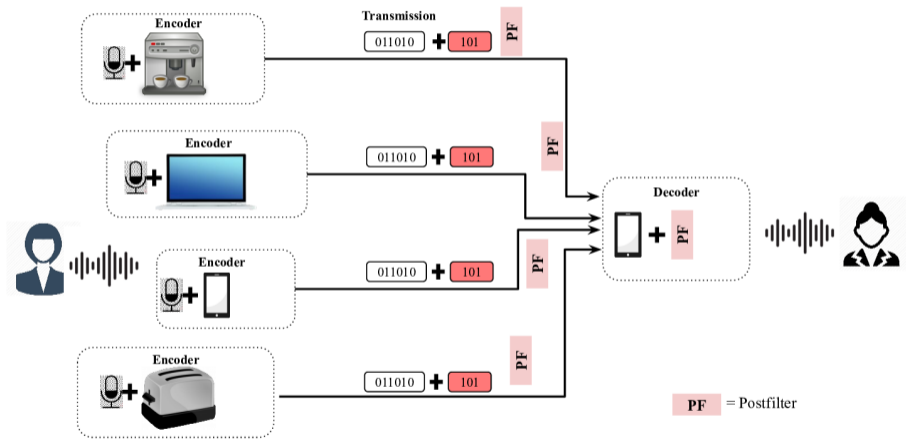 Transmission
Encoder
011010 + 101
PF
Encoder
011010 + 101
PF
Decoder
PF
Encoder
011010 + 101
PF
Encoder
011010 + 101
PF
PF = Postfilter